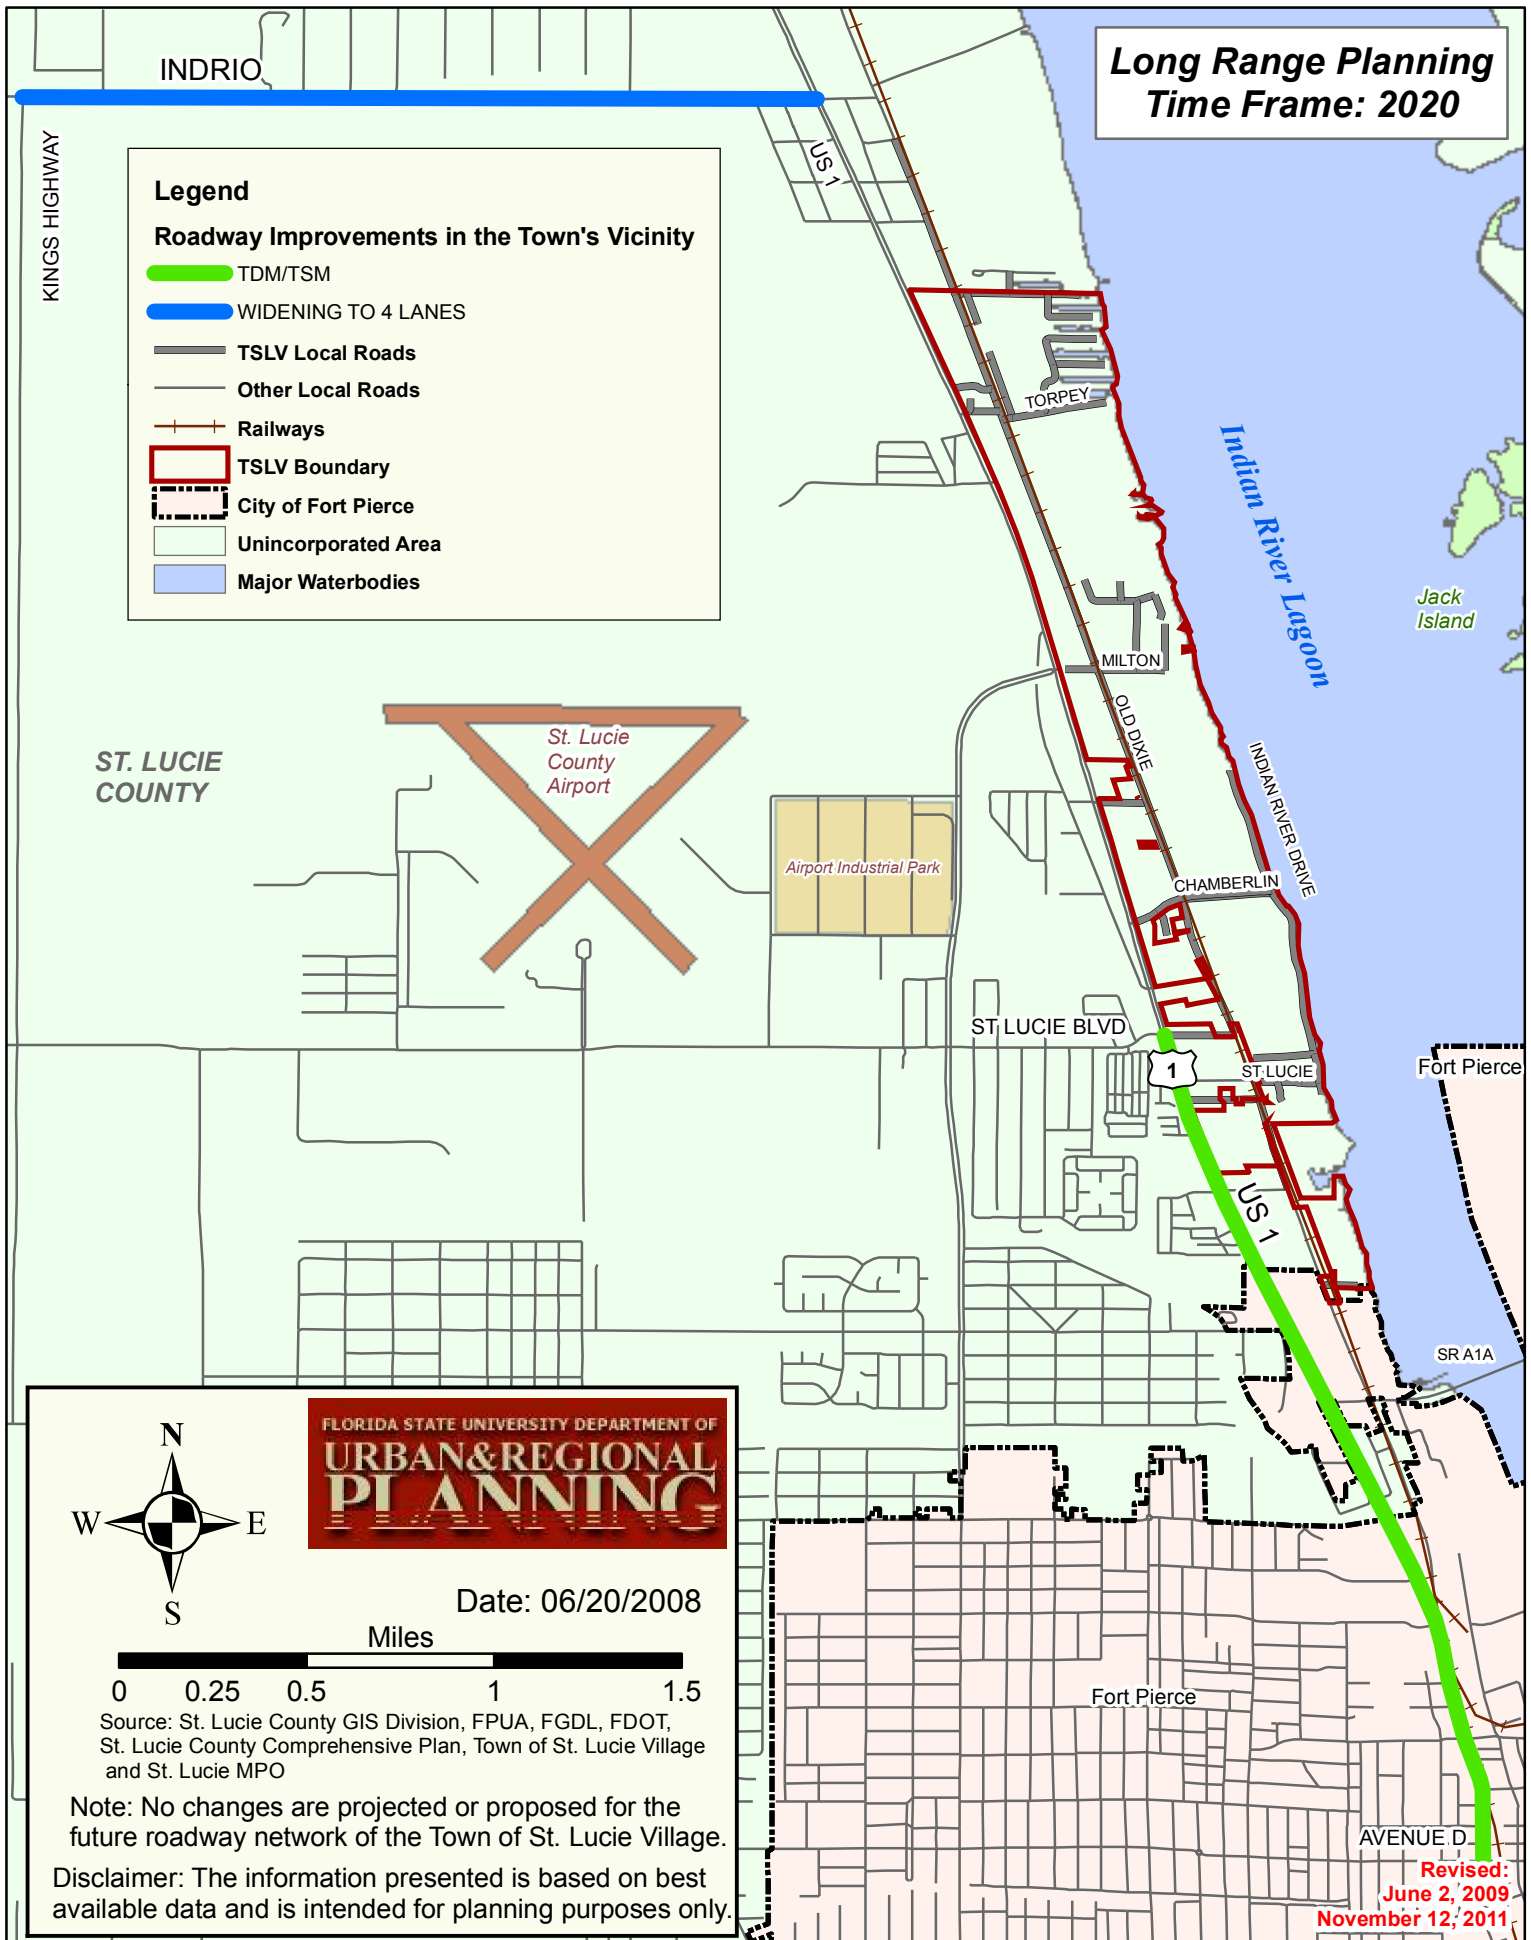 Long Range Planning
Time Frame: 2020
INDRIO
KINGS HIGHWAY
US 1
Legend
Roadway Improvements in the Town's Vicinity
TDM/TSM
WIDENING TO 4 LANES
TSLV Local Roads
Other Local Roads
Railways
TSLV Boundary
City of Fort Pierce
Unincorporated Area
Major Waterbodies
TORPEY
Indian River Lagoon
Jack
Island
MILTON
OLD DIXIE
INDIAN RIVER DRIVE
ST. LUCIE
COUNTY
St. Lucie
County
Airport
Airport Industrial Park
CHAMBERLIN
ST LUCIE BLVD
1
ST LUCIE
Fort Pierce
US 1
SR A1A
FLORIDA STATE UNIVERSITY DEPARTMENT OF
URBAN&REGIONAL
PLANNING
N
W
E
S
Date: 06/20/2008
Miles
0 0.25 0.5 1 1.5
Source: St. Lucie County GIS Division, FPUA, FGDL, FDOT,
St. Lucie County Comprehensive Plan, Town of St. Lucie Village
and St. Lucie MPO
Note: No changes are projected or proposed for the
future roadway network of the Town of St. Lucie Village.
Disclaimer: The information presented is based on best
available data and is intended for planning purposes only.
Fort Pierce
AVENUE D
Revised:
June 2, 2009
November 12, 2011